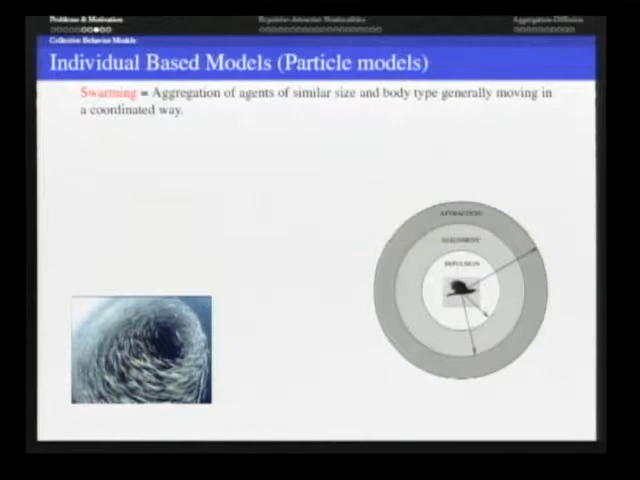 Problems & Motivation
Repulsive-Attractive Nonlocalities
Aggregation-Diffusion
Collective Behavior Models
Individual Based Models (Particle models)
Swarming = Aggregation of agents of similar size and body type generally moving in
a coordinated way.
ATTRACTION
ALIGNMENT
REPULSION